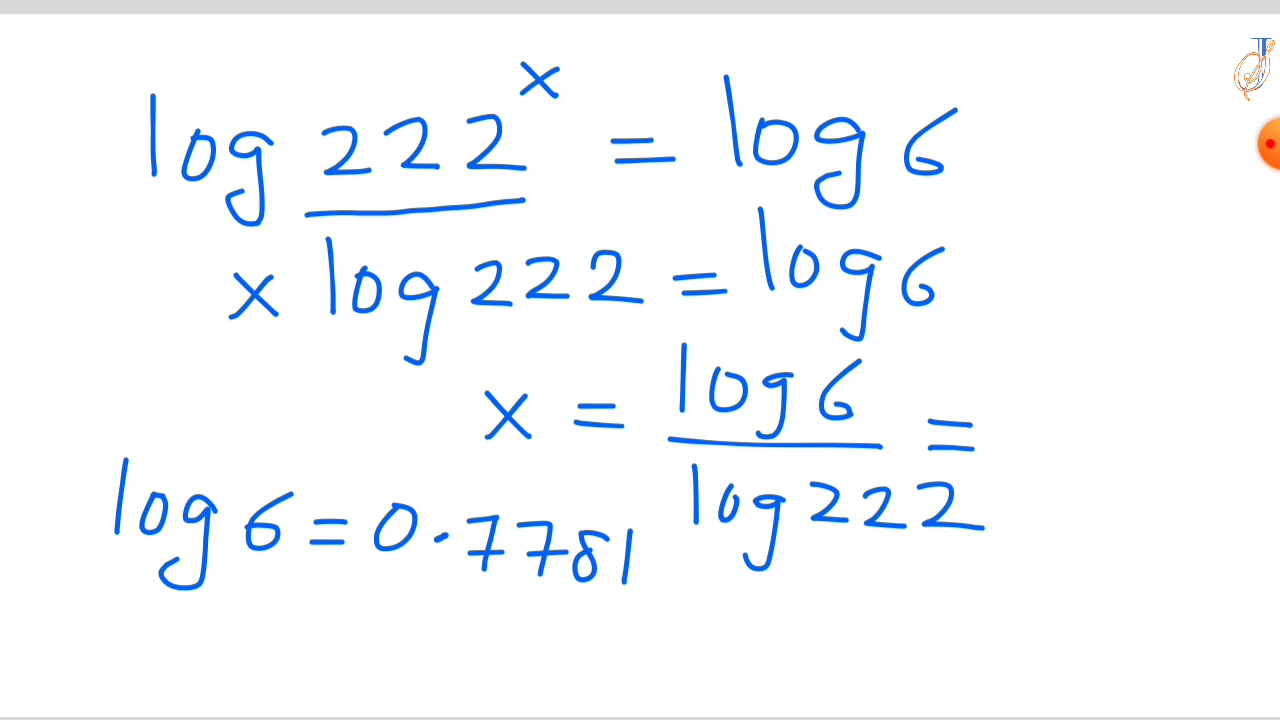 log 222^x = log 6
x log 222 = log 6
x = log 6 / log 222 =
log 6 = 0.7781